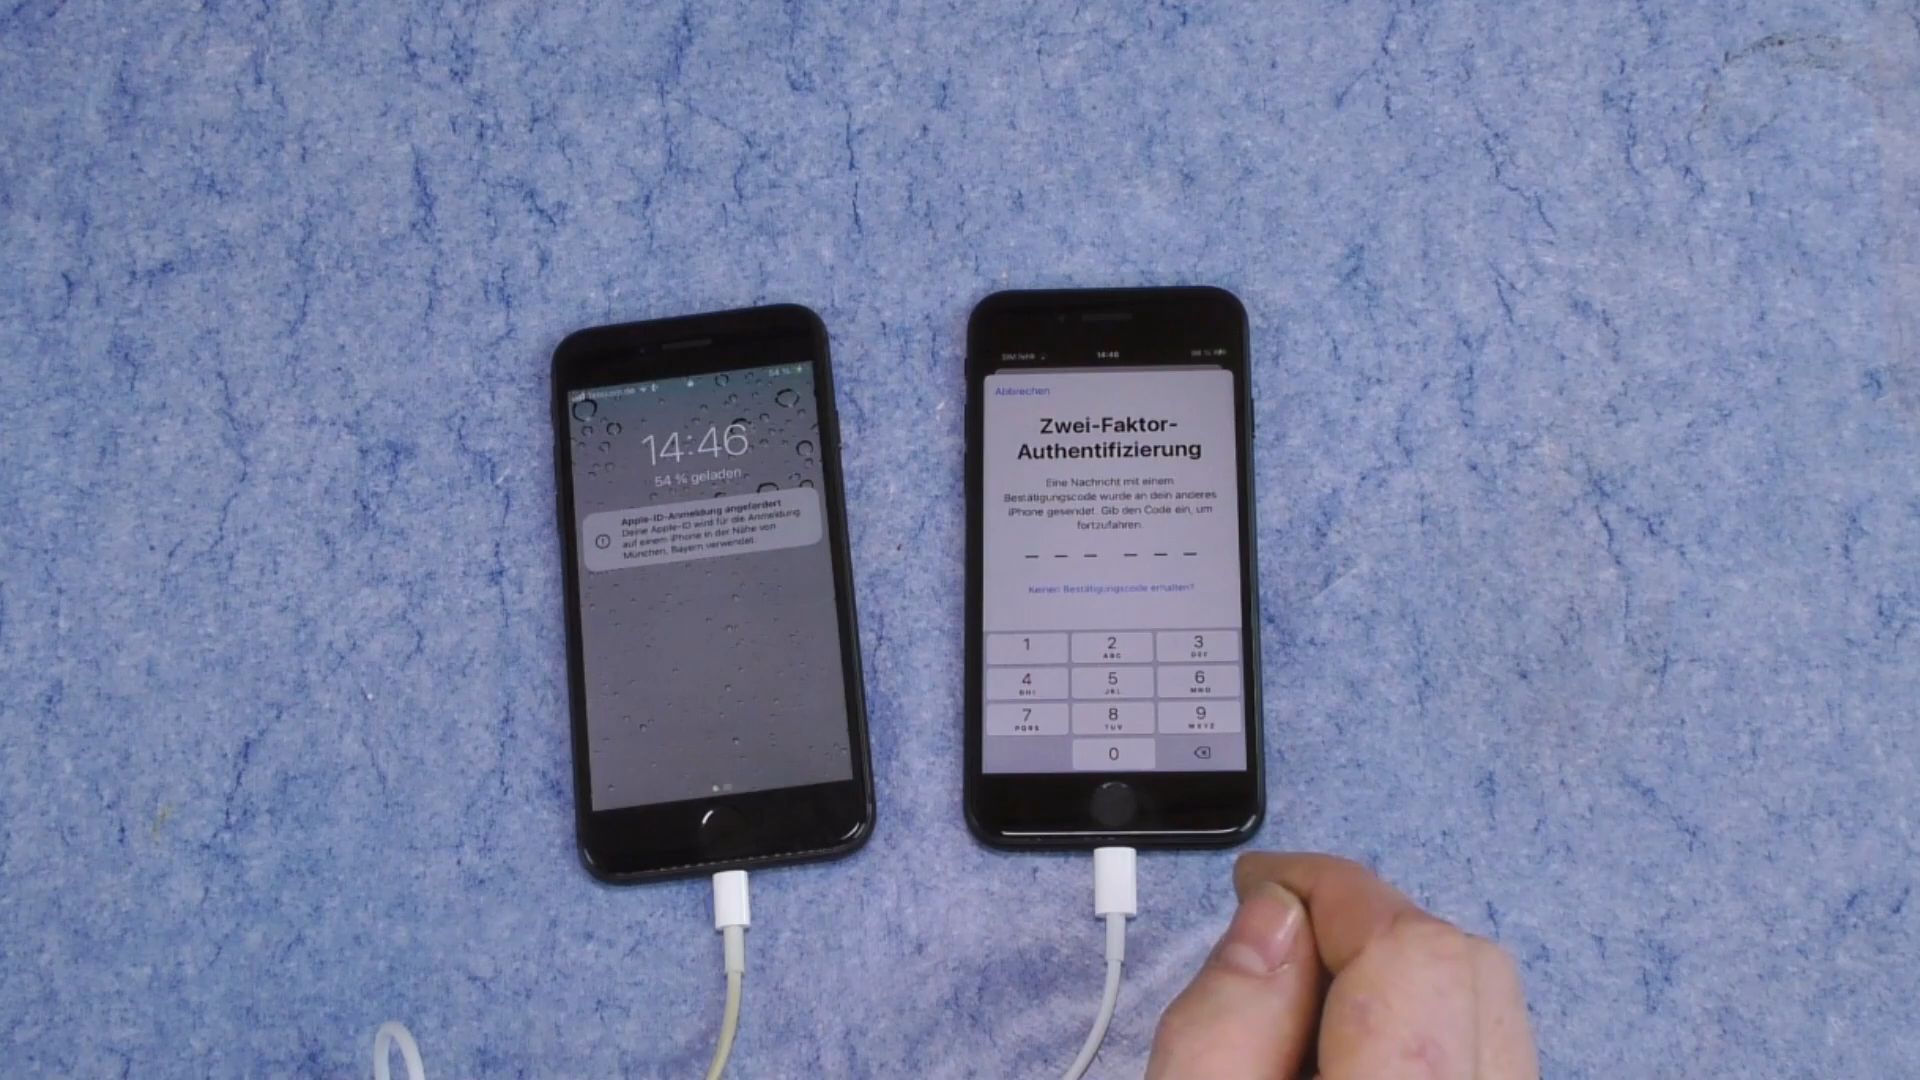 Telekom.de
54 %
14:46
54 % geladen
Apple-ID-Anmeldung angefordert
Deine Apple-ID wird für die Anmeldung
auf einem iPhone in der Nähe von
München, Bayern verwendet.
14:46
Abbrechen
Zwei-Faktor-
Authentifizierung
Eine Nachricht mit einem
Bestätigungscode wurde an dein anderes
iPhone gesendet. Gib den Code ein, um
fortzufahren.
Keinen Bestätigungscode erhalten?
1 2 3
ABC DEF
4 5 6
GHI JKL MNO
7 8 9
PQRS TUV WXYZ
0